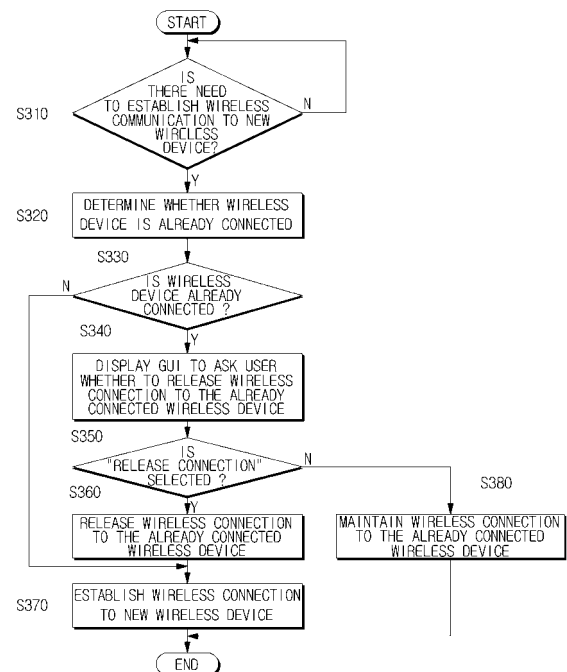 START
IS
THERE NEED
TO ESTABLISH WIRELESS
COMMUNICATION TO NEW
WIRELESS
DEVICE?
N
S310
Y
DETERMINE WHETHER WIRELESS
DEVICE IS ALREADY CONNECTED
S320
S330
N
IS WIRELESS
DEVICE ALREADY
CONNECTED ?
S340
Y
DISPLAY GUI TO ASK USER
WHETHER TO RELEASE WIRELESS
CONNECTION TO THE ALREADY
CONNECTED WIRELESS DEVICE
S350
IS
"RELEASE CONNECTION"
SELECTED ?
N
S360
Y
S380
RELEASE WIRELESS CONNECTION
TO THE ALREADY CONNECTED
WIRELESS DEVICE
MAINTAIN WIRELESS CONNECTION
TO THE ALREADY CONNECTED
WIRELESS DEVICE
S370
ESTABLISH WIRELESS CONNECTION
TO NEW WIRELESS DEVICE
END